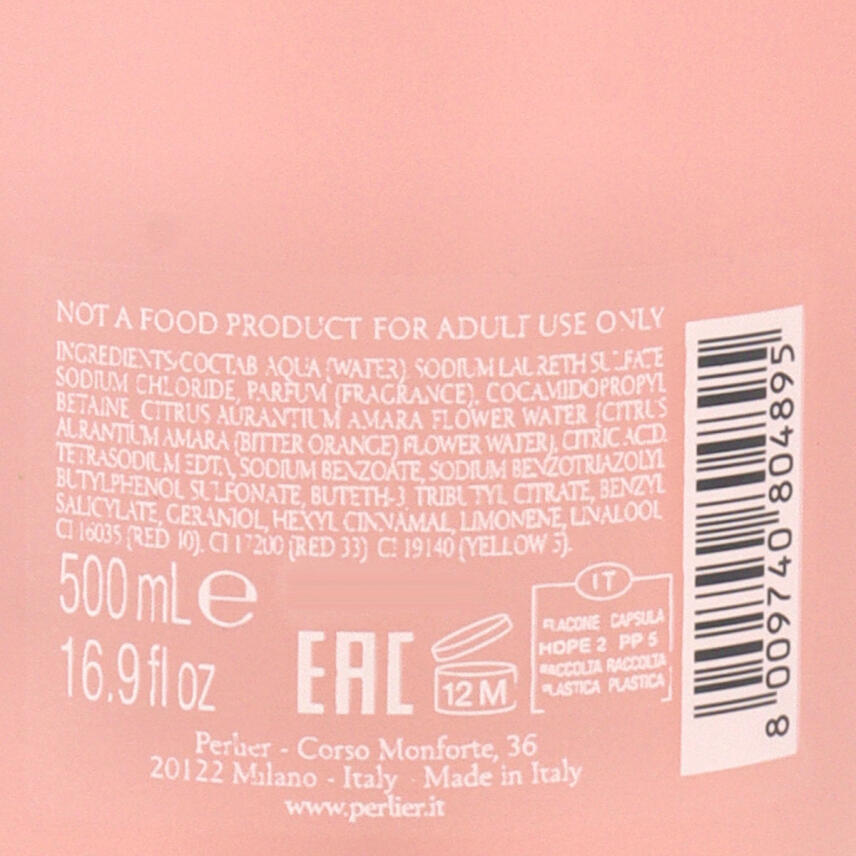 NOT A FOOD PRODUCT FOR ADULT USE ONLY
INGREDIENTS/COCTAB AQUA (WATER), SODIUM LAURETH SULFATE
SODIUM CHLORIDE, PARFUM (FRAGRANCE), COCAMIDOPROPYL
BETAINE, CITRUS AURANTIUM AMARA FLOWER WATER (CITRUS
AURANTIUM AMARA (BITTER ORANGE) FLOWER WATER), CITRIC ACID,
TETRASODIUM EDTA, SODIUM BENZOATE, SODIUM BENZOTRIAZOLYL
BUTYLPHENOL SULFONATE, BUTETH-3, TRIBUTYL CITRATE, BENZYL
SALICYLATE, GERANIOL, HEXYL CINNAMAL, LIMONENE, LINALOOL
CI 16035 (RED 40), CI 17200 (RED 33) CI 19140 (YELLOW 5).
500 mL e
16.9 fl oz
EAC
12 M
IT
FLACONE CAPSULA
HDPE 2 PP 5
RACCOLTA RACCOLTA
PLASTICA PLASTICA
Perlier - Corso Monforte, 36
20122 Milano - Italy - Made in Italy
www.perlier.it
8 009740 804895